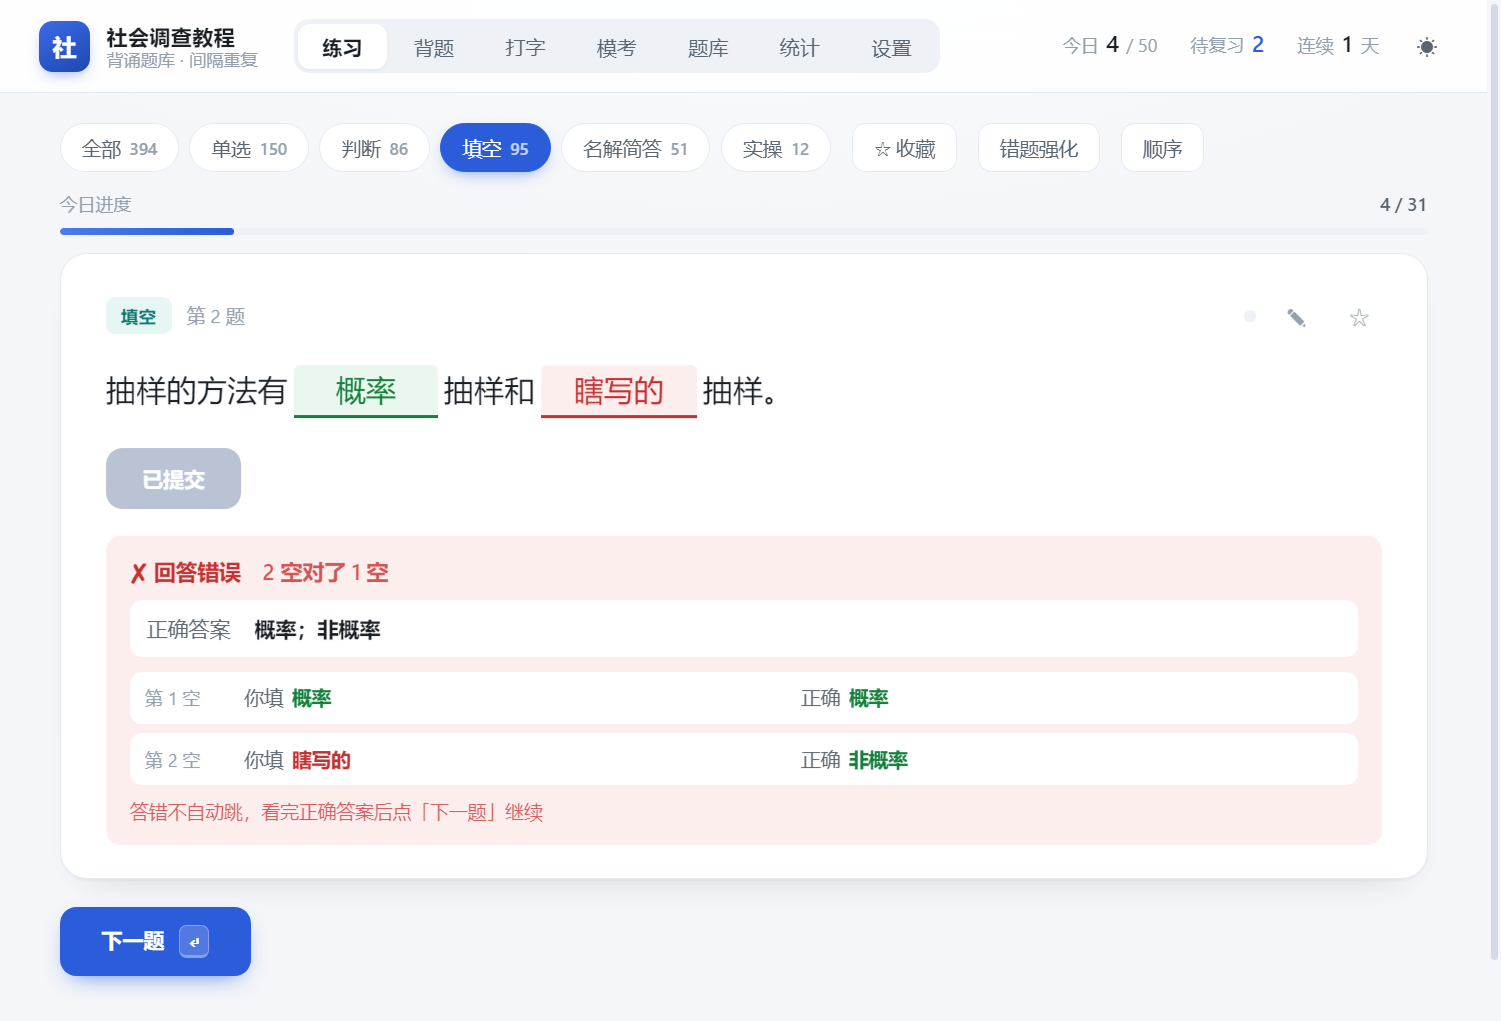 社
社会调查教程
背诵题库 · 间隔重复
练习
背题
打字
模考
题库
统计
设置
今日 4 / 50
待复习 2
连续 1 天
全部 394
单选 150
判断 86
填空 95
名解简答 51
实操 12
☆ 收藏
错题强化
顺序
今日进度
4 / 31
填空
第 2 题
抽样的方法有 概率 抽样和 瞎写的 抽样。
已提交
✗ 回答错误 2 空对了 1 空
正确答案 概率；非概率
第 1 空 你填 概率 正确 概率
第 2 空 你填 瞎写的 正确 非概率
答错不自动跳，看完正确答案后点「下一题」继续
下一题 ↵